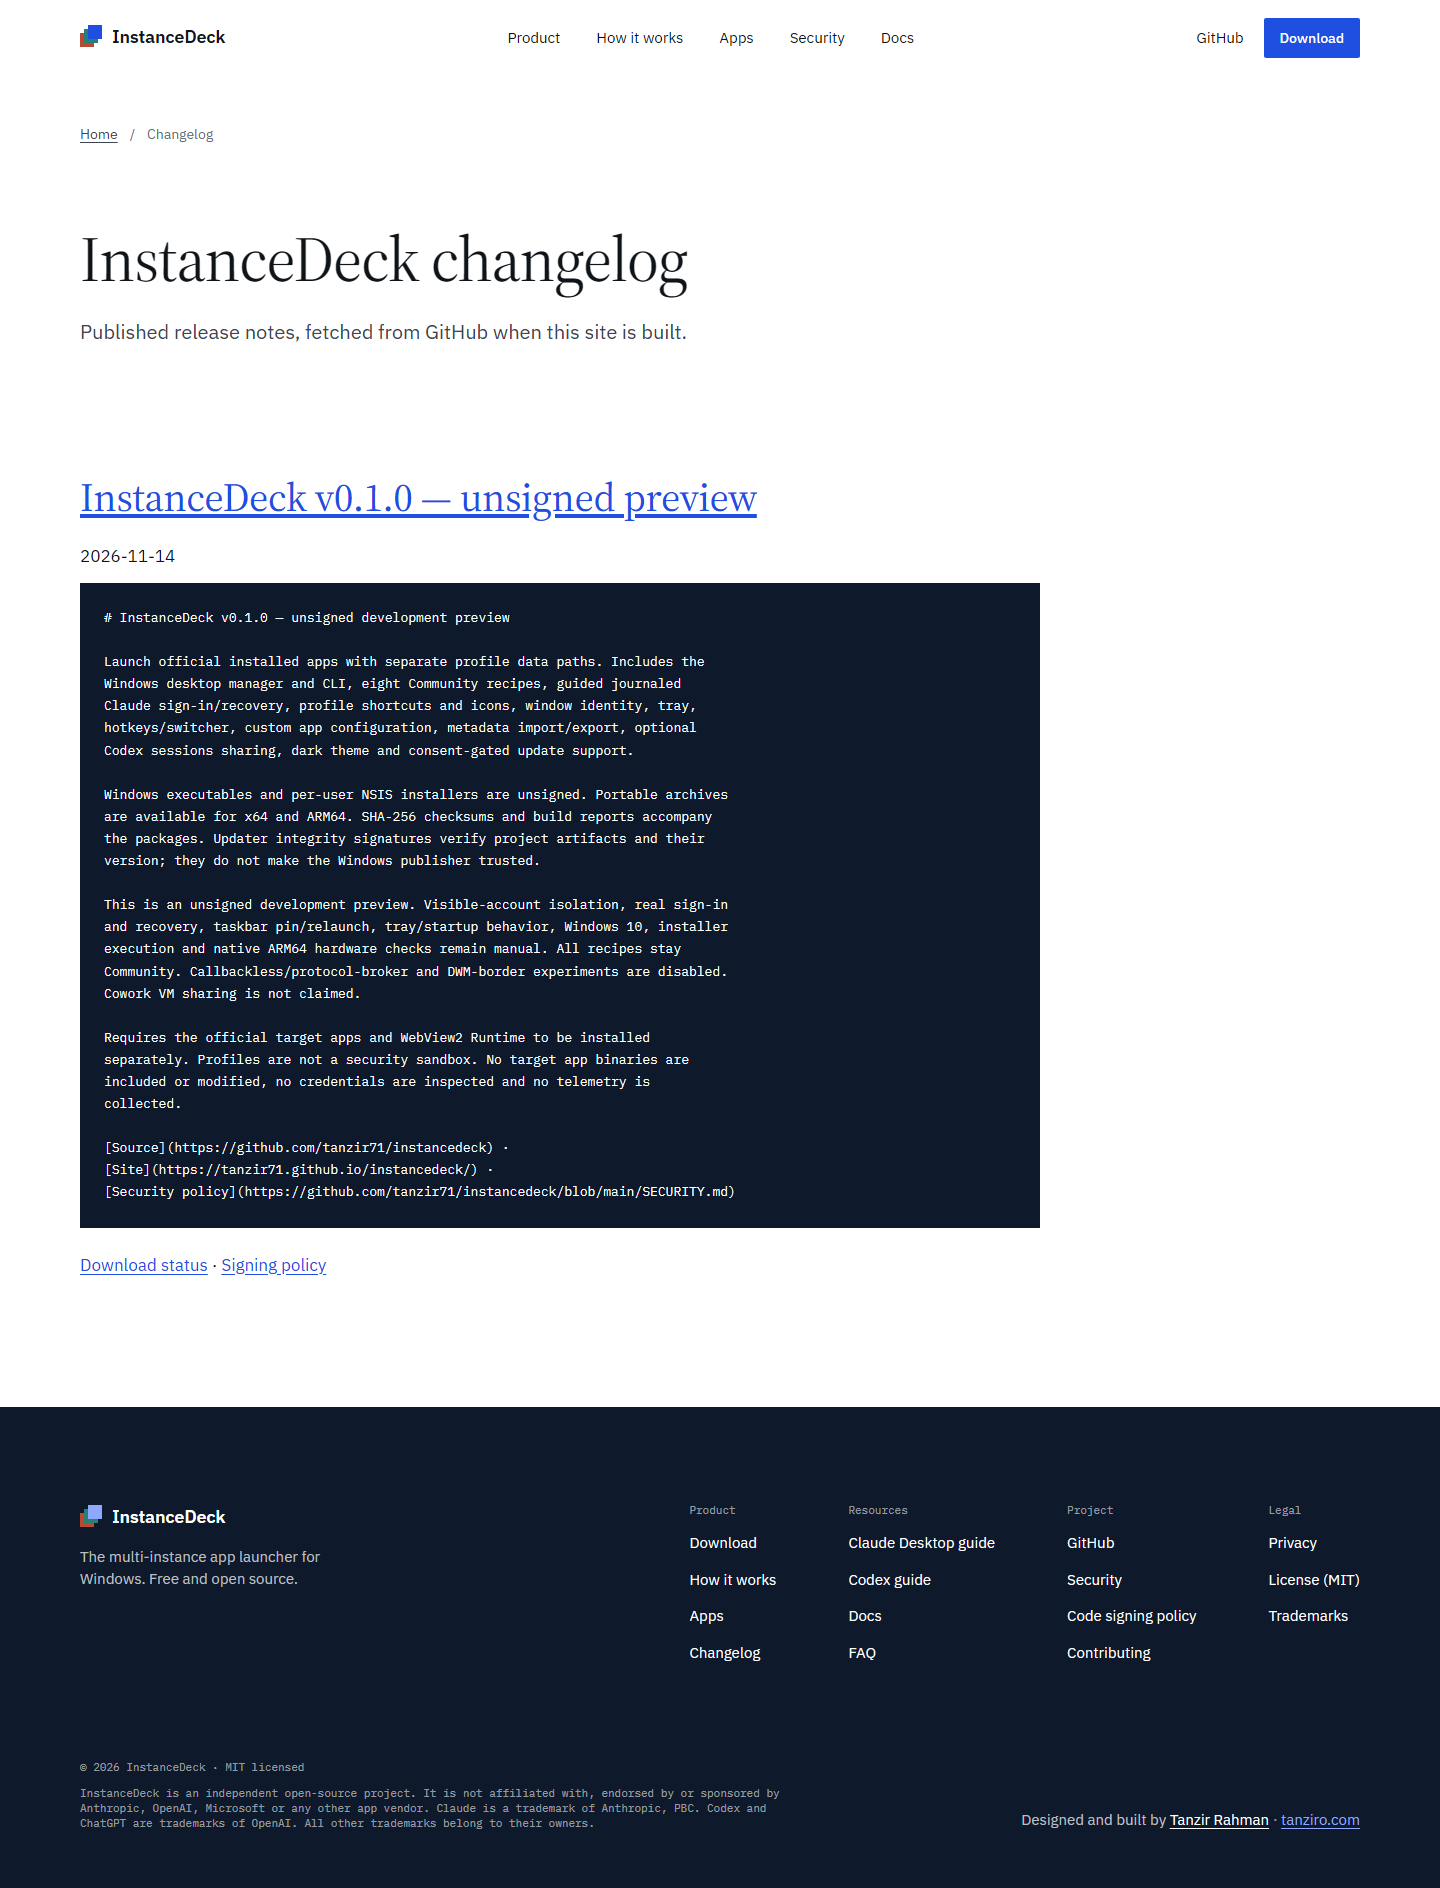 InstanceDeck
Product How it works Apps Security Docs
GitHub Download
Home / Changelog
InstanceDeck changelog
Published release notes, fetched from GitHub when this site is built.
InstanceDeck v0.1.0 — unsigned preview
2026-11-14
# InstanceDeck v0.1.0 — unsigned development preview
Launch official installed apps with separate profile data paths. Includes the
Windows desktop manager and CLI, eight Community recipes, guided journaled
Claude sign-in/recovery, profile shortcuts and icons, window identity, tray,
hotkeys/switcher, custom app configuration, metadata import/export, optional
Codex sessions sharing, dark theme and consent-gated update support.
Windows executables and per-user NSIS installers are unsigned. Portable archives
are available for x64 and ARM64. SHA-256 checksums and build reports accompany
the packages. Updater integrity signatures verify project artifacts and their
version; they do not make the Windows publisher trusted.
This is an unsigned development preview. Visible-account isolation, real sign-in
and recovery, taskbar pin/relaunch, tray/startup behavior, Windows 10, installer
execution and native ARM64 hardware checks remain manual. All recipes stay
Community. Callbackless/protocol-broker and DWM-border experiments are disabled.
Cowork VM sharing is not claimed.
Requires the official target apps and WebView2 Runtime to be installed
separately. Profiles are not a security sandbox. No target app binaries are
included or modified, no credentials are inspected and no telemetry is
collected.
[Source](https://github.com/tanzir71/instancedeck) ·
[Site](https://tanzir71.github.io/instancedeck/) ·
[Security policy](https://github.com/tanzir71/instancedeck/blob/main/SECURITY.md)
Download status · Signing policy
InstanceDeck
The multi-instance app launcher for
Windows. Free and open source.
Product
Download
How it works
Apps
Changelog
Resources
Claude Desktop guide
Codex guide
Docs
FAQ
Project
GitHub
Security
Code signing policy
Contributing
Legal
Privacy
License (MIT)
Trademarks
© 2026 InstanceDeck · MIT licensed
InstanceDeck is an independent open-source project. It is not affiliated with, endorsed by or sponsored by
Anthropic, OpenAI, Microsoft or any other app vendor. Claude is a trademark of Anthropic, PBC. Codex and
ChatGPT are trademarks of OpenAI. All other trademarks belong to their owners.
Designed and built by Tanzir Rahman · tanziro.com